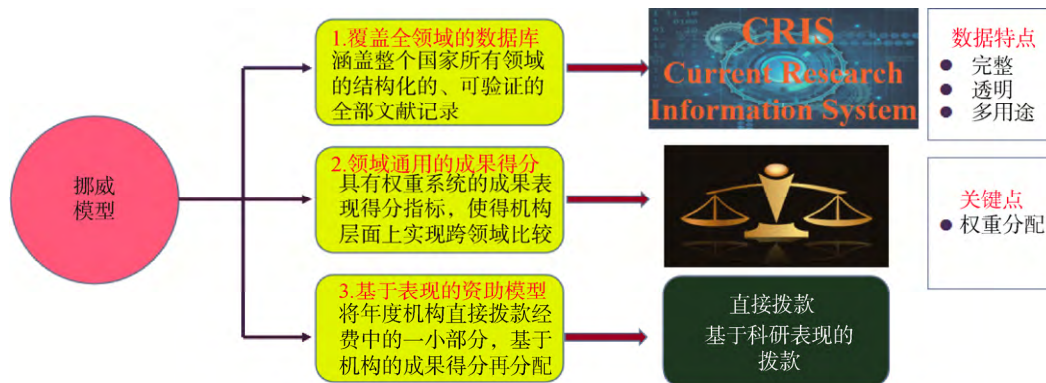 挪威
模型
1.覆盖全领域的数据库
涵盖整个国家所有领域
的结构化的、可验证的
全部文献记录
CRIS
Current Research
Information System
数据特点
● 完整
● 透明
● 多用途
2.领域通用的成果得分
具有权重系统的成果表
现得分指标，使得机构
层面上实现跨领域比较
关键点
● 权重分配
3.基于表现的资助模型
将年度机构直接拨款经
费中的一小部分，基于
机构的成果得分再分配
直接拨款
基于科研表现的
拨款